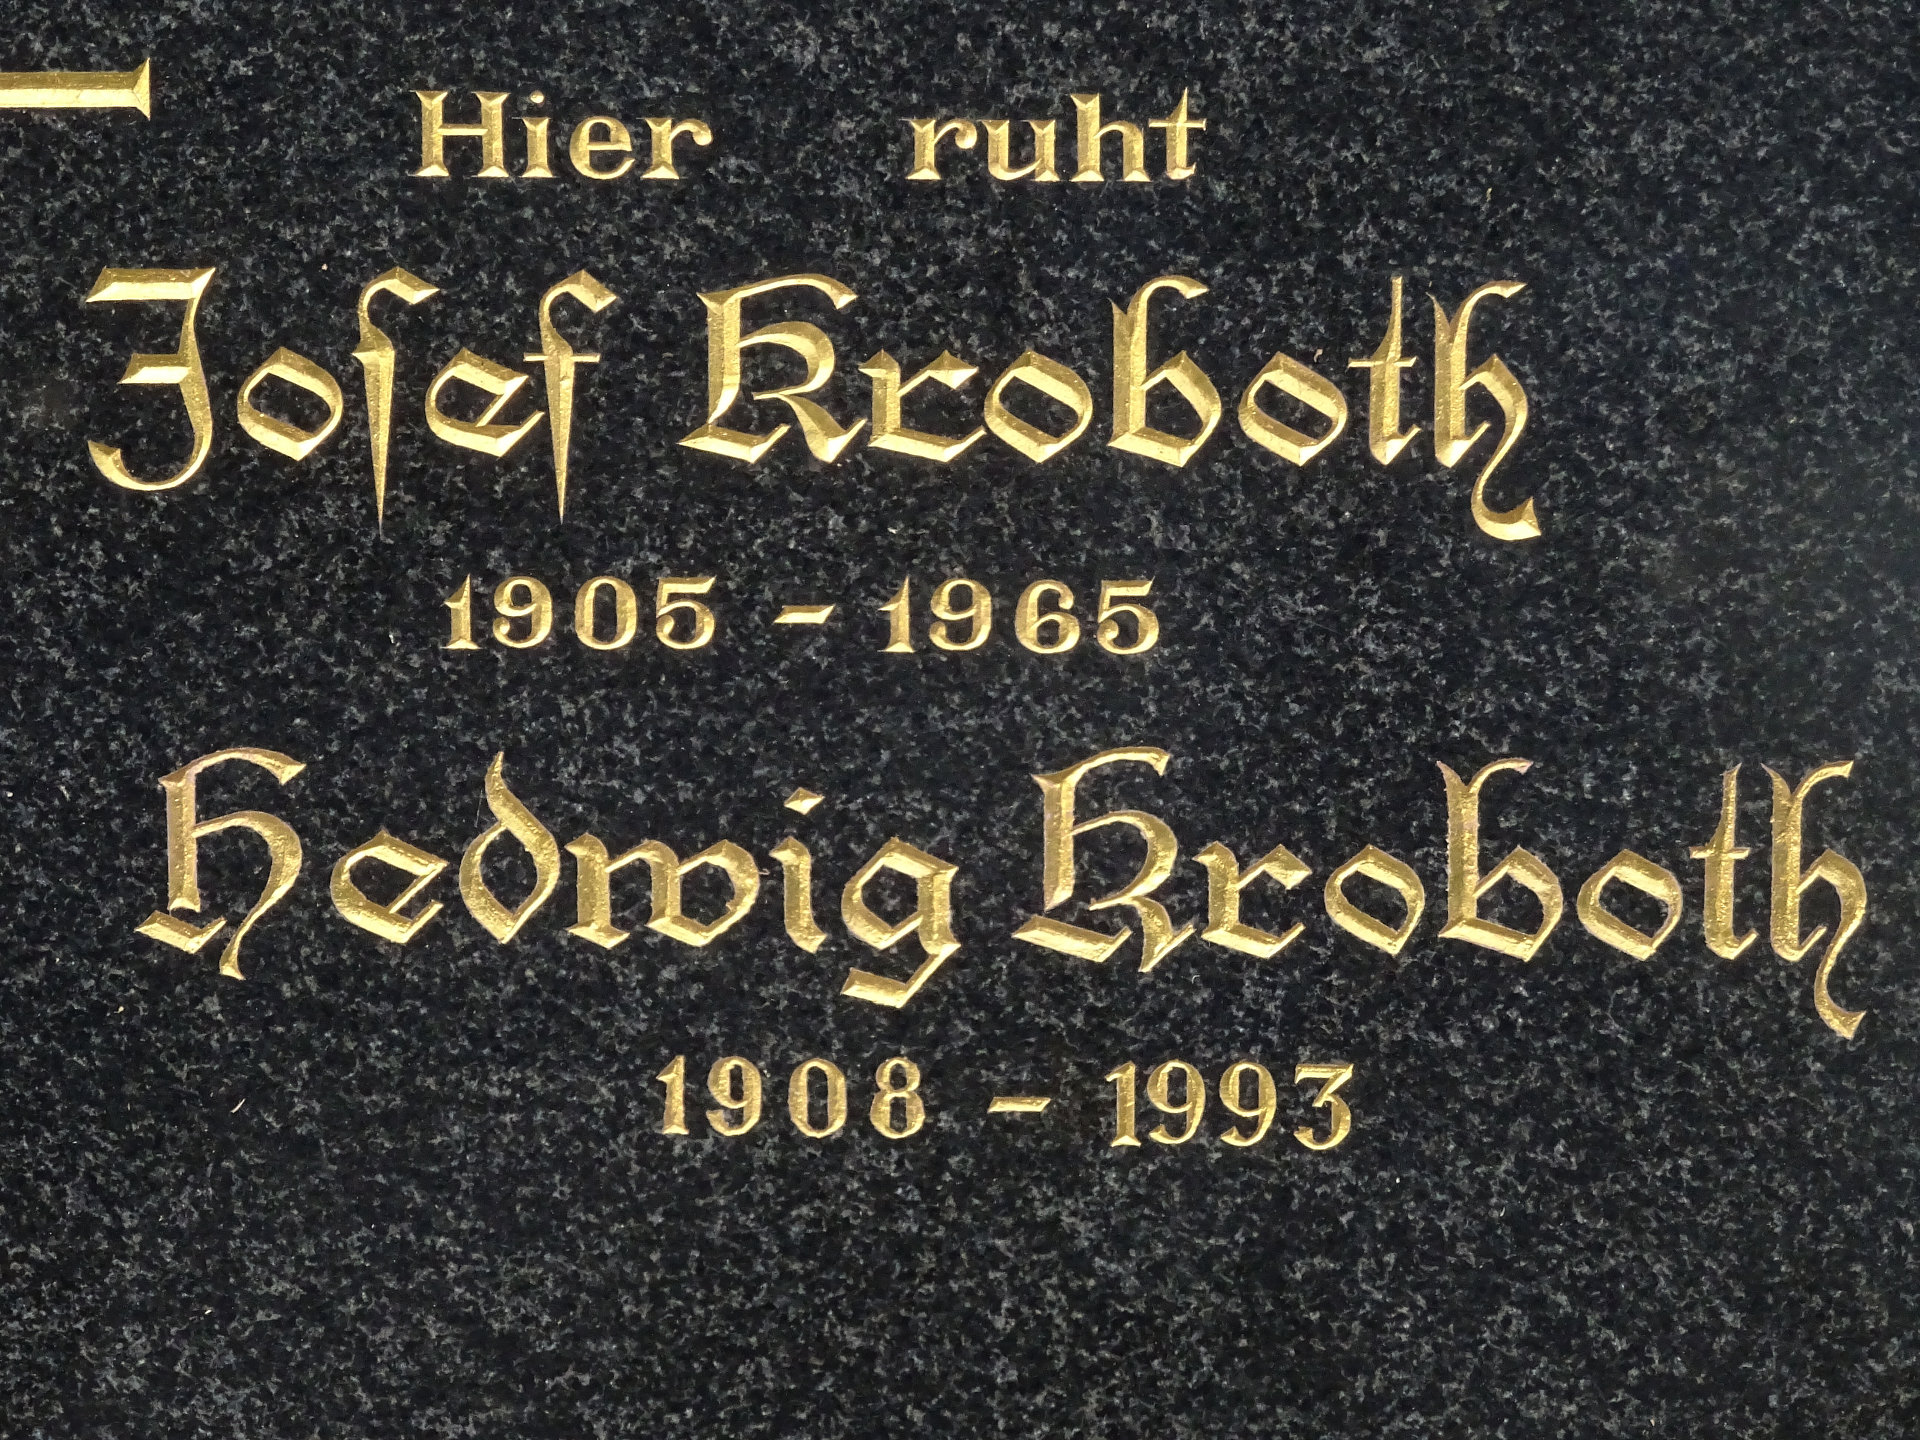 Hier ruht
Joſef Kroboth
1905 - 1965
Hedwig Kroboth
1908 - 1993